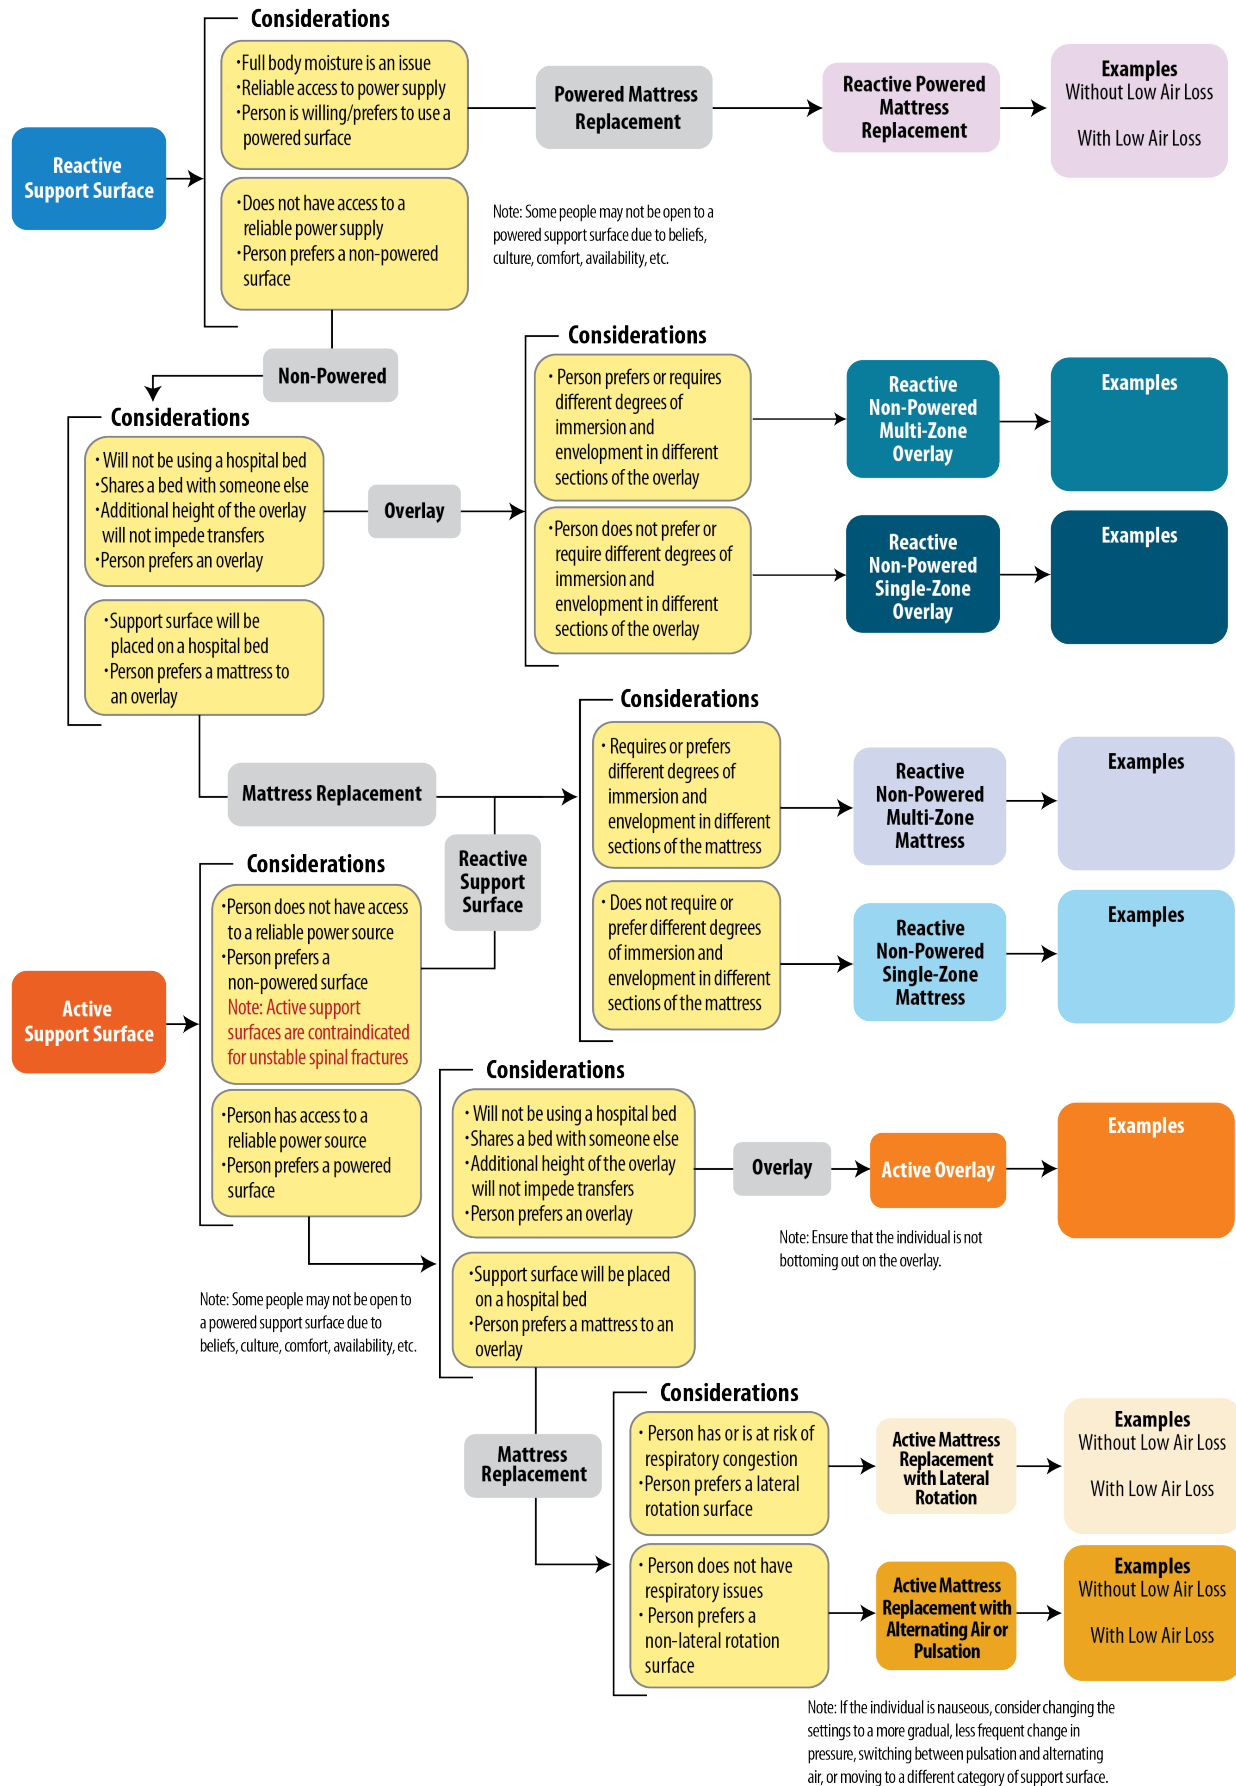 Considerations
·Full body moisture is an issue
·Reliable access to power supply
·Person is willing/prefers to use a
powered surface
Powered Mattress
Replacement
Reactive Powered
Mattress
Replacement
Examples
Without Low Air Loss
With Low Air Loss
Reactive
Support Surface
·Does not have access to a
reliable power supply
·Person prefers a non-powered
surface
Note: Some people may not be open to a
powered support surface due to beliefs,
culture, comfort, availability, etc.
Non-Powered
Considerations
· Will not be using a hospital bed
· Shares a bed with someone else
· Additional height of the overlay
will not impede transfers
· Person prefers an overlay
Overlay
· Support surface will be
placed on a hospital bed
· Person prefers a mattress to
an overlay
Considerations
· Person prefers or requires
different degrees of
immersion and
envelopment in different
sections of the overlay
Reactive
Non-Powered
Multi-Zone
Overlay
Examples
· Person does not prefer or
require different degrees of
immersion and
envelopment in different
sections of the overlay
Reactive
Non-Powered
Single-Zone
Overlay
Examples
Mattress Replacement
Considerations
· Requires or prefers
different degrees of
immersion and
envelopment in different
sections of the mattress
Reactive
Non-Powered
Multi-Zone
Mattress
Examples
· Does not require or
prefer different degrees
of immersion and
envelopment in different
sections of the mattress
Reactive
Non-Powered
Single-Zone
Mattress
Examples
Reactive
Support
Surface
Active
Support Surface
Considerations
·Person does not have access
to a reliable power source
·Person prefers a
non-powered surface
Note: Active support
surfaces are contraindicated
for unstable spinal fractures
·Person has access to a
reliable power source
·Person prefers a powered
surface
Note: Some people may not be open to
a powered support surface due to
beliefs, culture, comfort, availability, etc.
Considerations
· Will not be using a hospital bed
· Shares a bed with someone else
· Additional height of the overlay
will not impede transfers
· Person prefers an overlay
Overlay
Active Overlay
Examples
Note: Ensure that the individual is not
bottoming out on the overlay.
·Support surface will be placed
on a hospital bed
·Person prefers a mattress to an
overlay
Mattress
Replacement
Considerations
· Person has or is at risk of
respiratory congestion
· Person prefers a lateral
rotation surface
Active Mattress
Replacement
with Lateral
Rotation
Examples
Without Low Air Loss
With Low Air Loss
· Person does not have
respiratory issues
· Person prefers a
non-lateral rotation
surface
Active Mattress
Replacement with
Alternating Air or
Pulsation
Examples
Without Low Air Loss
With Low Air Loss
Note: If the individual is nauseous, consider changing the
settings to a more gradual, less frequent change in
pressure, switching between pulsation and alternating
air, or moving to a different category of support surface.